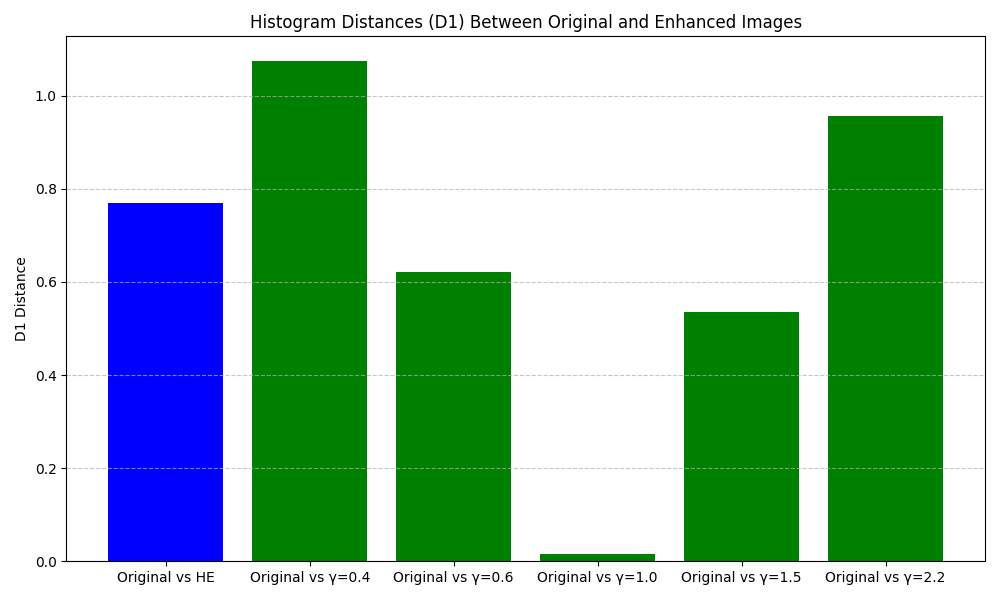 Histogram Distances (D1) Between Original and Enhanced Images
D1 Distance
1.0
0.8
0.6
0.4
0.2
0.0
Original vs HE
Original vs γ=0.4
Original vs γ=0.6
Original vs γ=1.0
Original vs γ=1.5
Original vs γ=2.2